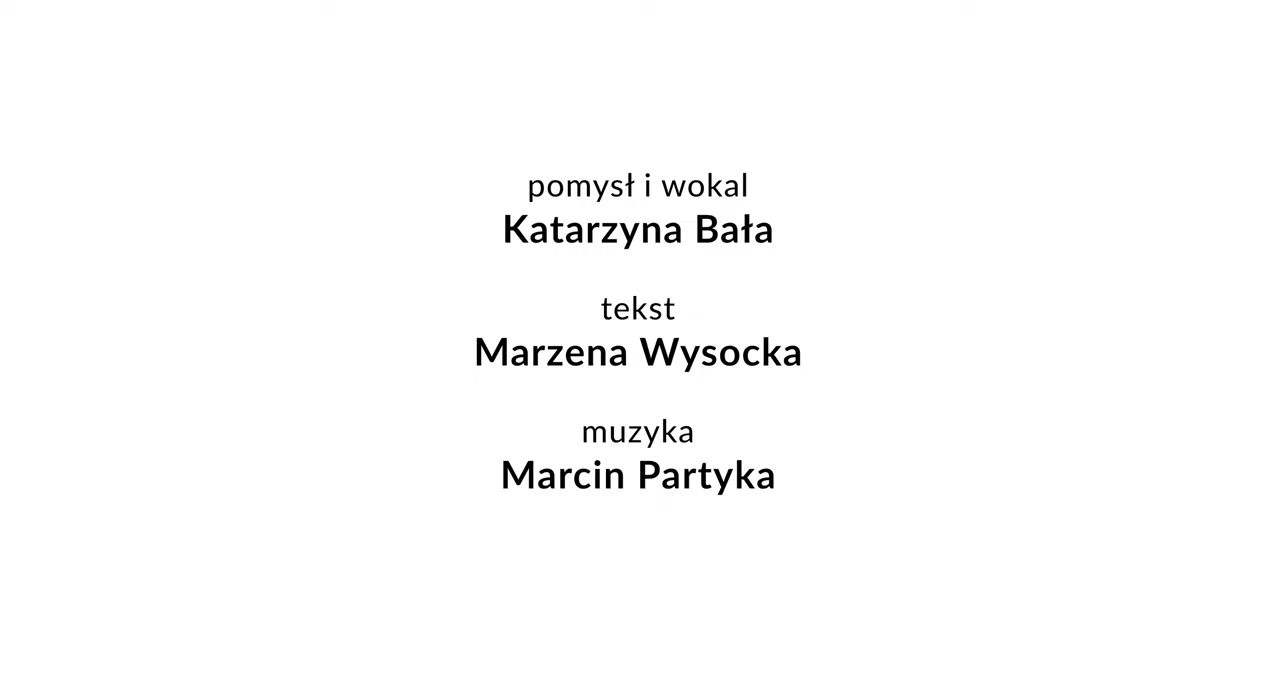 pomysł i wokal
Katarzyna Bała
tekst
Marzena Wysocka
muzyka
Marcin Partyka